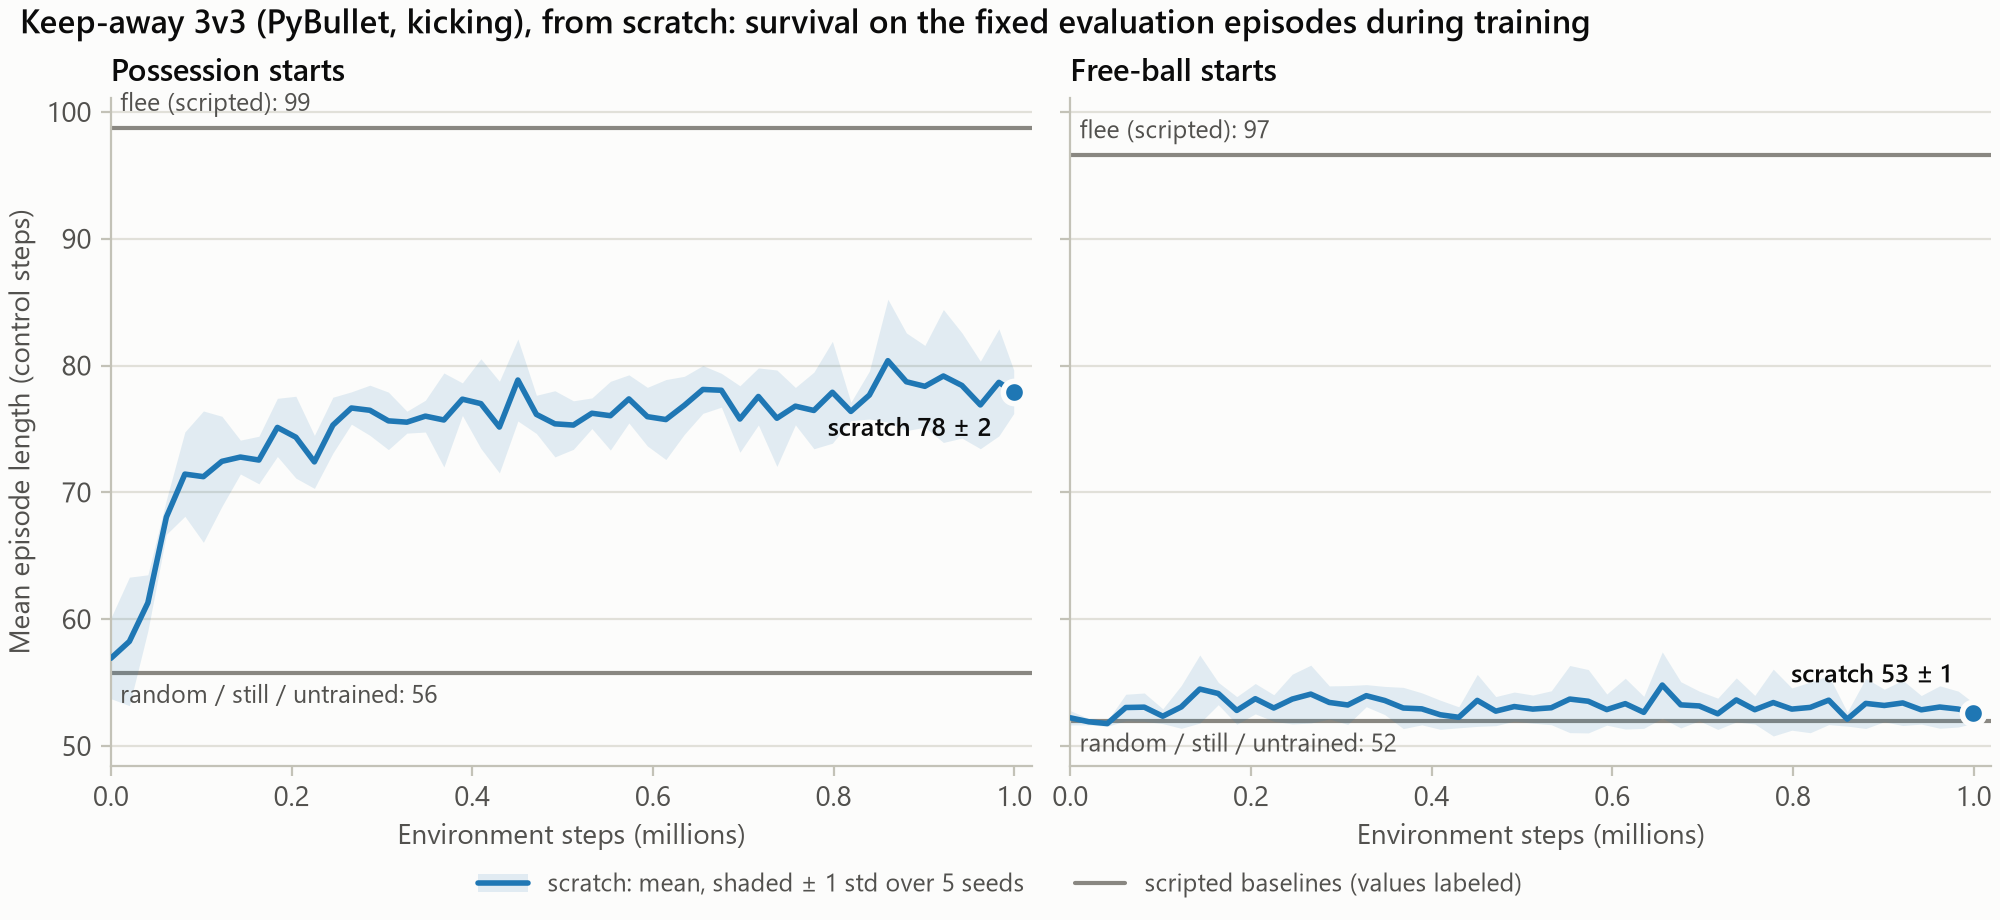 Keep-away 3v3 (PyBullet, kicking), from scratch: survival on the fixed evaluation episodes during training
Possession starts
flee (scripted): 99
100
90
80
70
60
50
Mean episode length (control steps)
scratch 78 ± 2
random / still / untrained: 56
0.0 0.2 0.4 0.6 0.8 1.0
Environment steps (millions)
Free-ball starts
flee (scripted): 97
scratch 53 ± 1
random / still / untrained: 52
0.0 0.2 0.4 0.6 0.8 1.0
Environment steps (millions)
scratch: mean, shaded ± 1 std over 5 seeds
scripted baselines (values labeled)